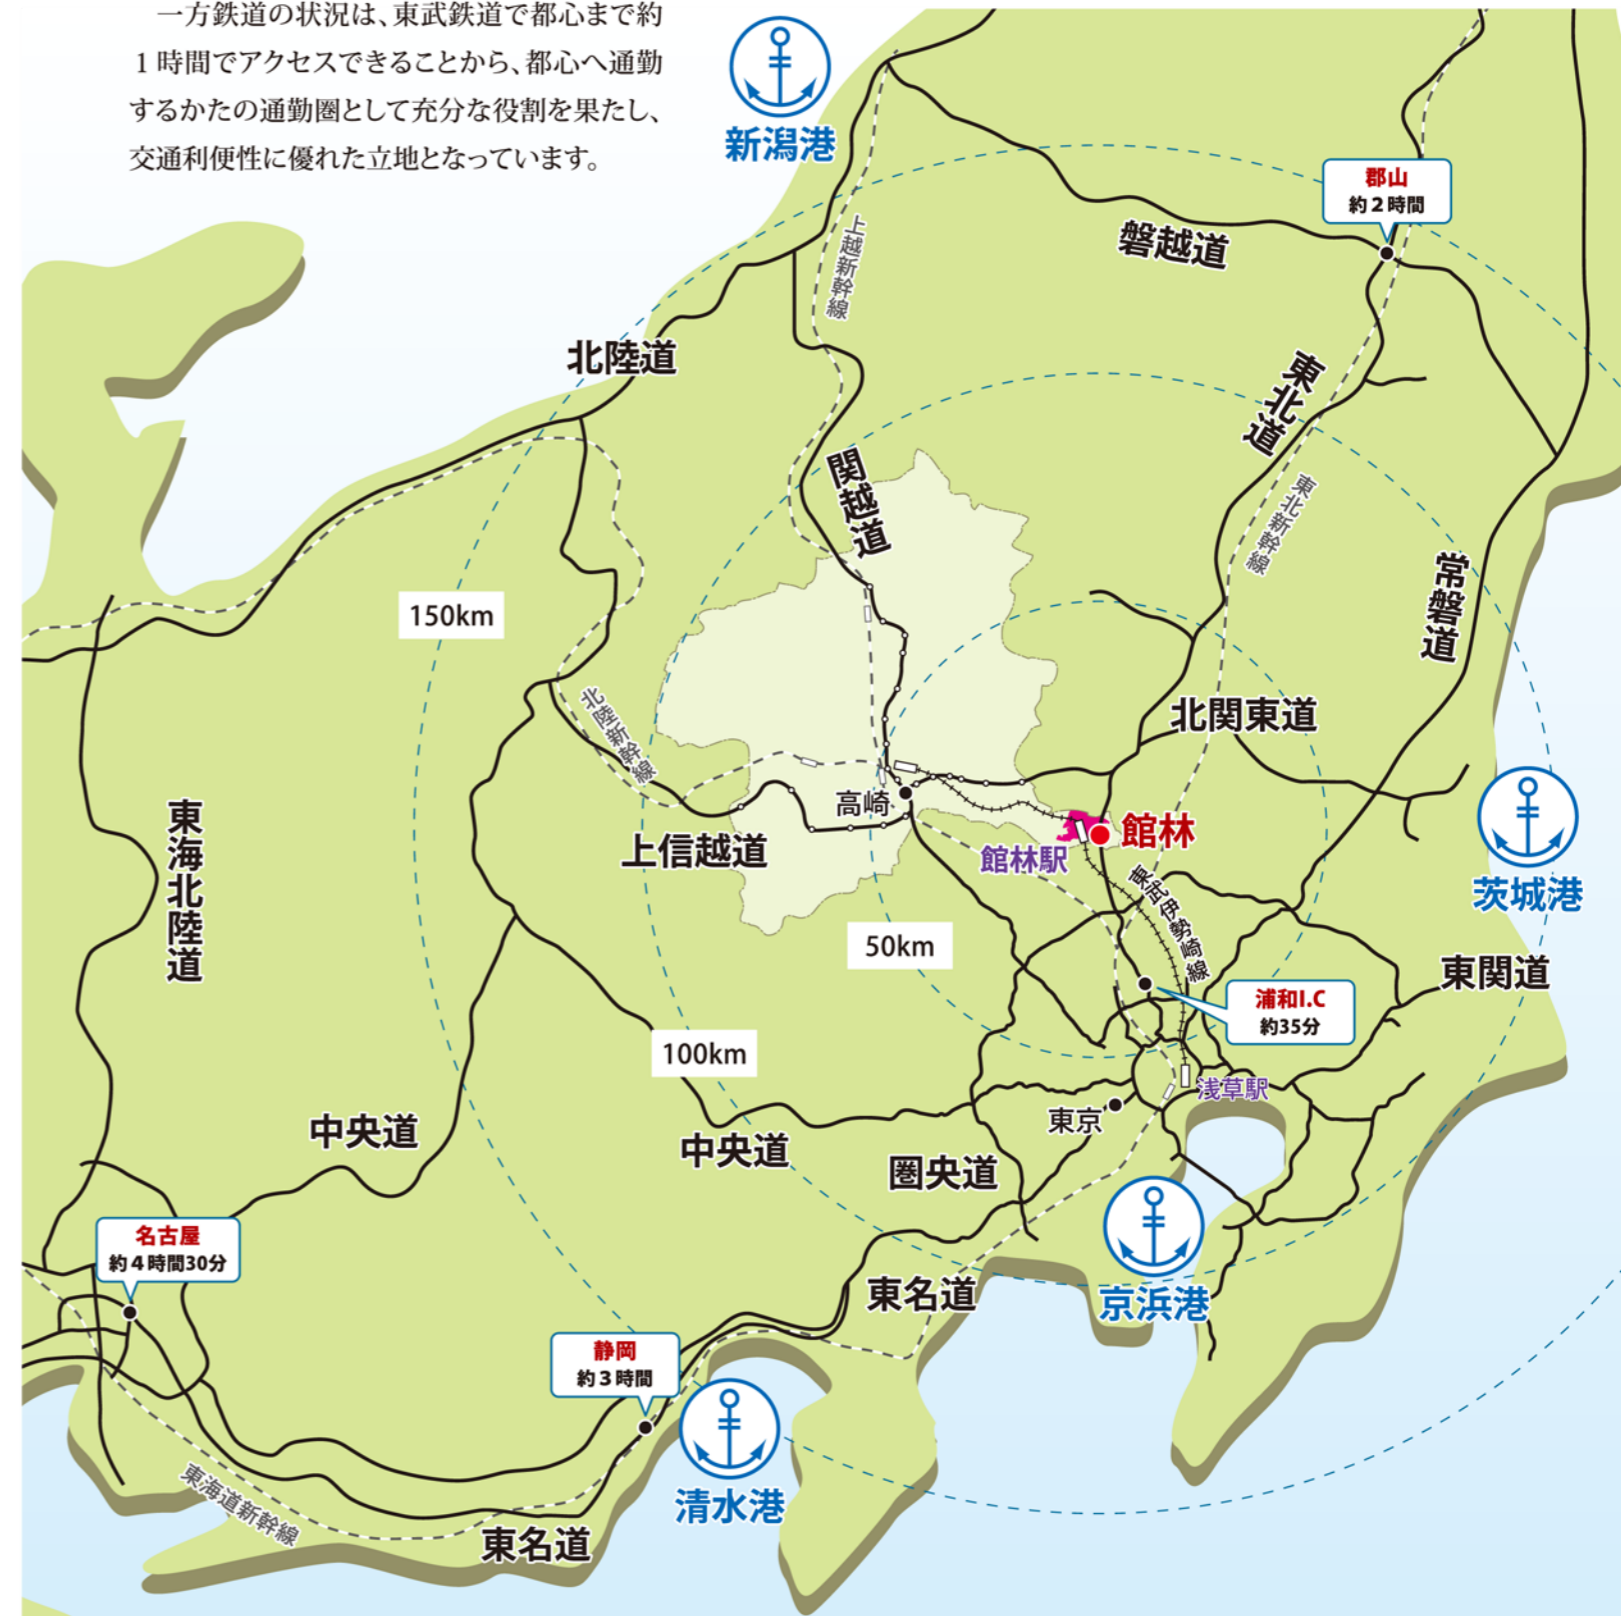 一方鉄道の状況は、東武鉄道で都心まで約
1時間でアクセスできることから、都心へ通勤
するかたの通勤圏として充分な役割を果たし、
交通利便性に優れた立地となっています。
新潟港
郡山
約2時間
磐越道
上越新幹線
北陸道
東北道
関越道
東北新幹線
常磐道
150km
北陸新幹線
北関東道
高崎
館林
館林駅
上信越道
茨城港
東海北陸道
東武伊勢崎線
50km
東関道
浦和I.C
約35分
100km
浅草駅
東京
中央道
中央道
圏央道
名古屋
約4時間30分
東名道
京浜港
静岡
約3時間
清水港
東海道新幹線
東名道